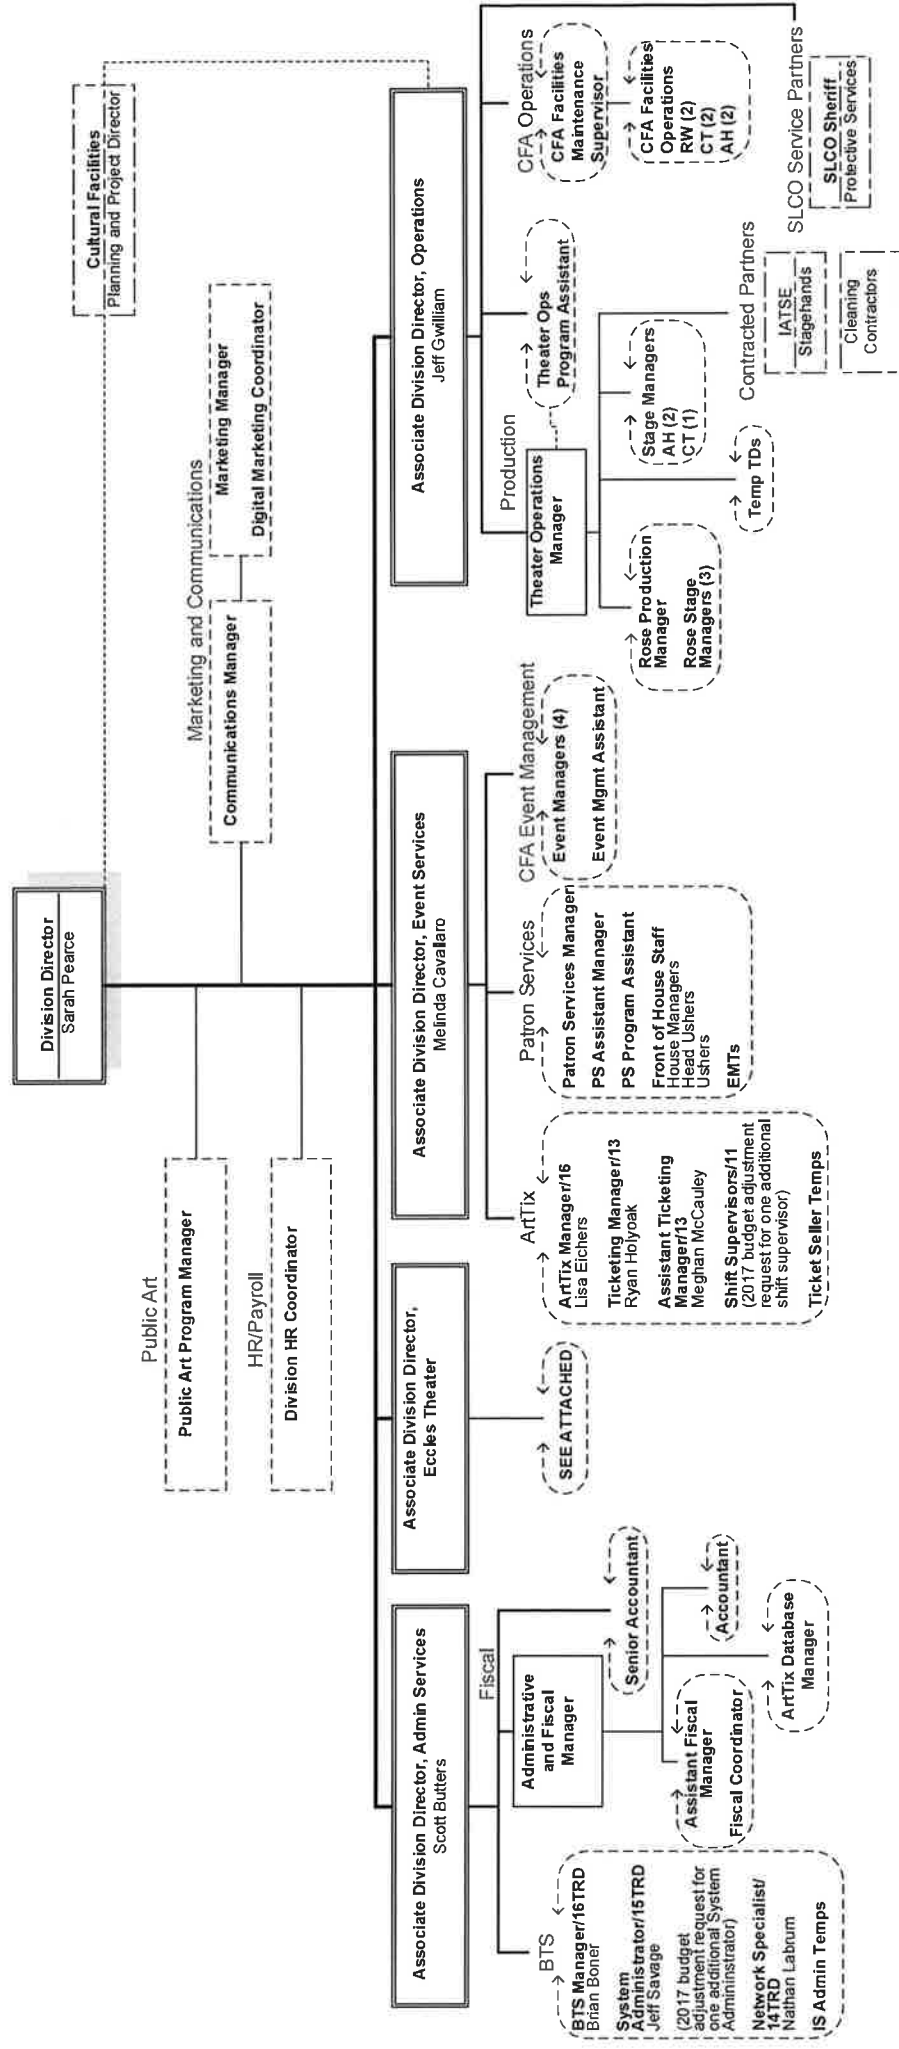 Division Director
Sarah Pearce
Cultural Facilities
Planning and Project Director
Public Art
Public Art Program Manager
HR/Payroll
Division HR Coordinator
Marketing and Communications
Communications Manager
Marketing Manager
Digital Marketing Coordinator
Associate Division Director, Admin Services
Scott Butters
Associate Division Director,
Eccles Theater
Associate Division Director, Event Services
Melinda Cavallaro
Associate Division Director, Operations
Jeff Gwilliam
BTS
BTS Manager/16TRD
Brian Boner
System
Administrator/15TRD
Jeff Savage
(2017 budget
adjustment request for
one additional System
Admininstrator)
Network Specialist/
14TRD
Nathan Labrum
IS Admin Temps
Fiscal
Administrative
and Fiscal
Manager
Senior Accountant
Assistant Fiscal
Manager
Fiscal Coordinator
Accountant
ArtTix Database
Manager
SEE ATTACHED
ArtTix
ArtTix Manager/16
Lisa Eichers
Ticketing Manager/13
Ryan Holyoak
Assistant Ticketing
Manager/13
Meghan McCauley
Shift Supervisors/11
(2017 budget adjustment
request for one additional
shift supervisor)
Ticket Seller Temps
Patron Services
Patron Services Manager
PS Assistant Manager
PS Program Assistant
Front of House Staff
House Managers
Head Ushers
Ushers
EMTs
CFA Event Management
Event Managers (4)
Event Mgmt Assistant
Production
Theater Operations
Manager
Theater Ops
Program Assistant
Rose Production
Manager
Rose Stage
Managers (3)
Temp TDs
Stage Managers
AH (2)
CT (1)
Contracted Partners
IATSE
Stagehands
Cleaning
Contractors
CFA Operations
CFA Facilities
Maintenance
Supervisor
CFA Facilities
Operations
RW (2)
CT (2)
AH (2)
SLCO Service Partners
SLCO Sheriff
Protective Services